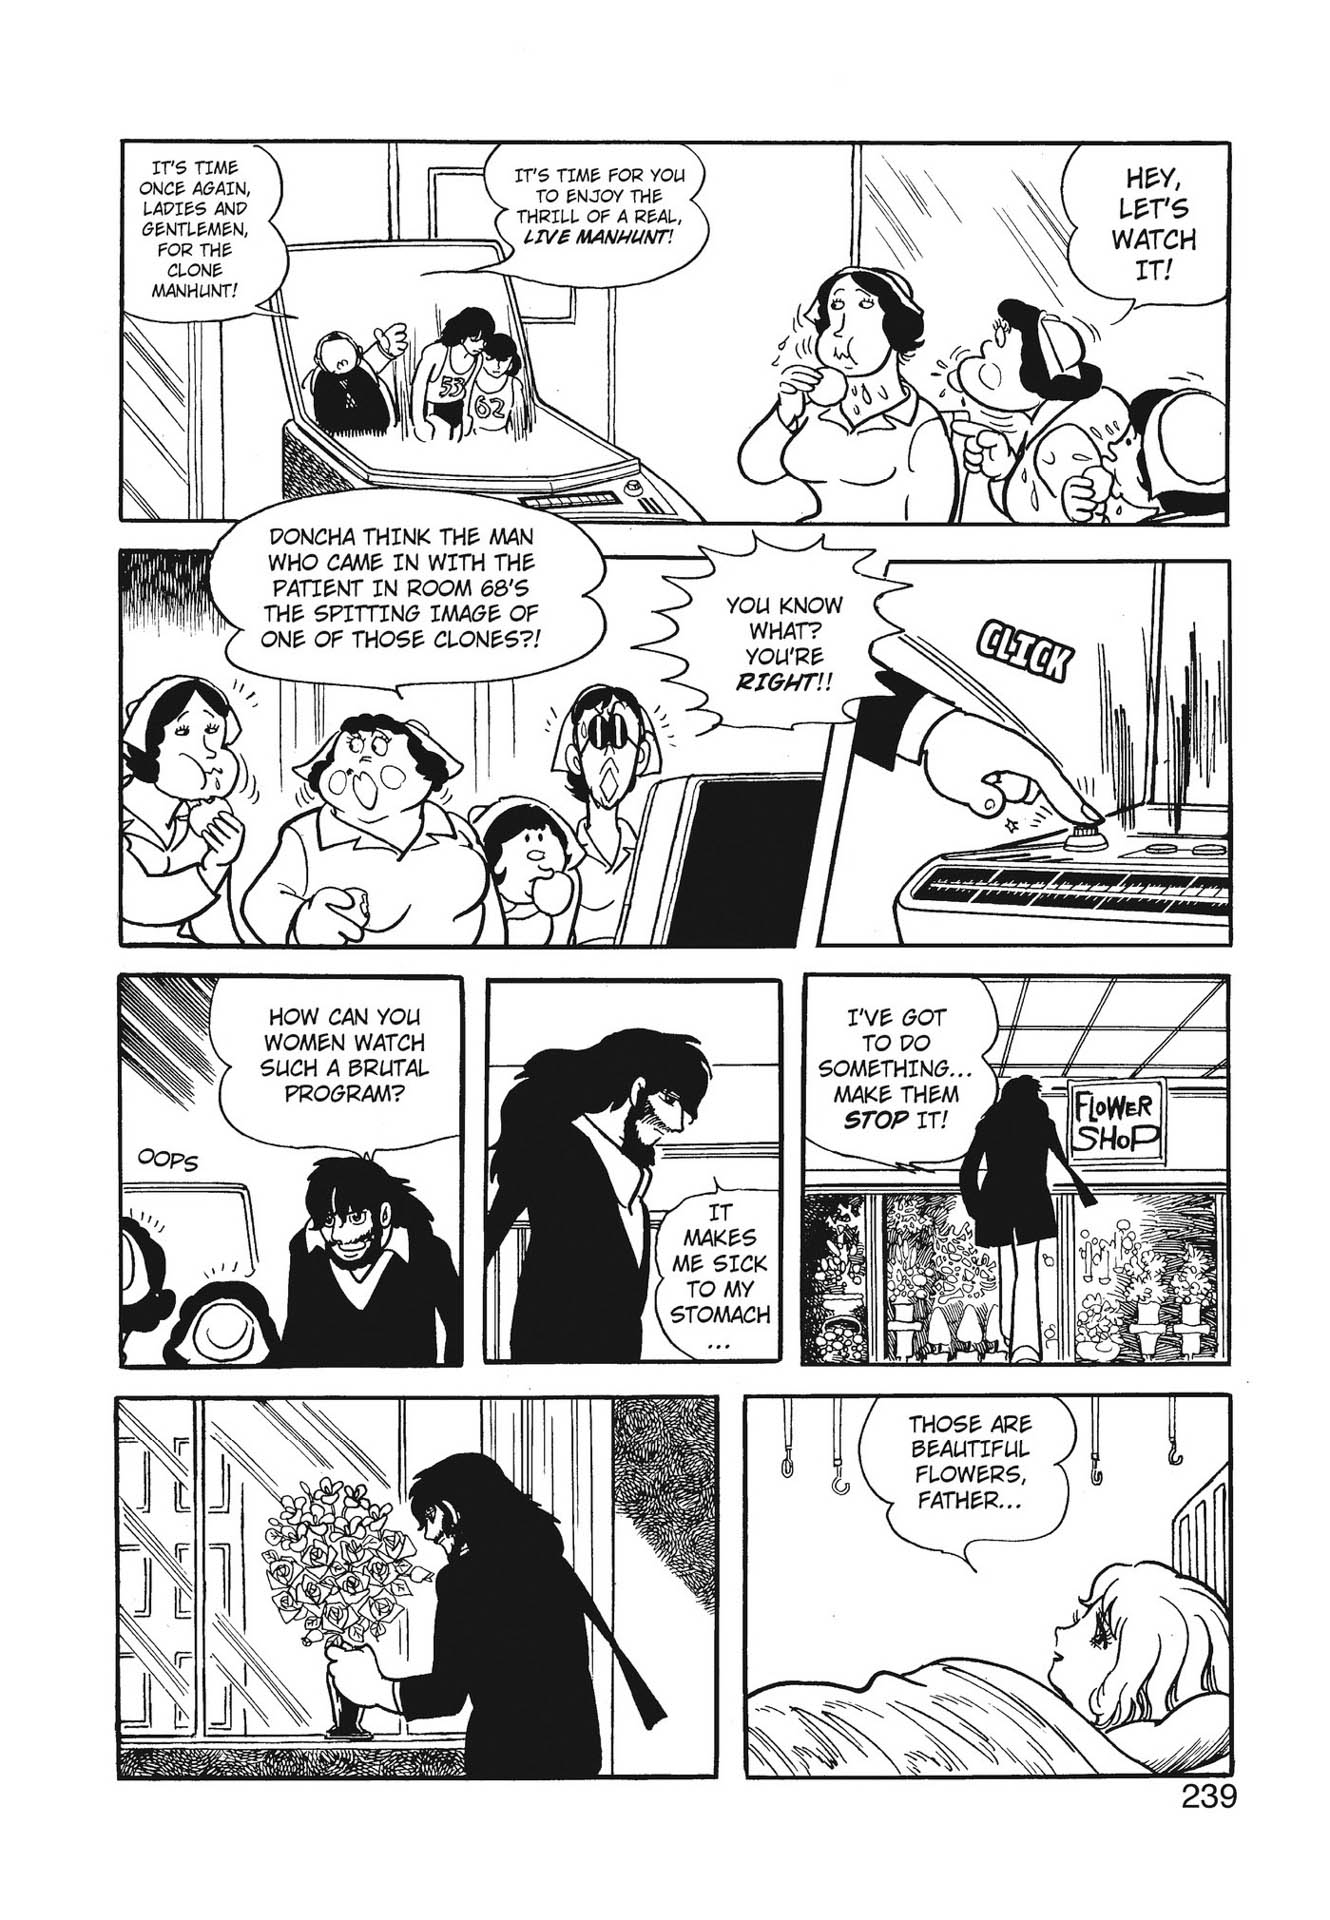 IT'S TIME
ONCE AGAIN,
LADIES AND
GENTLEMEN,
FOR THE
CLONE
MANHUNT!
IT'S TIME FOR YOU
TO ENJOY THE
THRILL OF A REAL,
LIVE MANHUNT!
HEY,
LET'S
WATCH
IT!
53
62
DONCHA THINK THE MAN
WHO CAME IN WITH THE
PATIENT IN ROOM 68'S
THE SPITTING IMAGE OF
ONE OF THOSE CLONES?!
YOU KNOW
WHAT?
YOU'RE
RIGHT!!
CLICK
HOW CAN YOU
WOMEN WATCH
SUCH A BRUTAL
PROGRAM?
OOPS
IT
MAKES
ME SICK
TO MY
STOMACH
...
I'VE GOT
TO DO
SOMETHING...
MAKE THEM
STOP IT!
FLOWER
SHOP
THOSE ARE
BEAUTIFUL
FLOWERS,
FATHER...
239